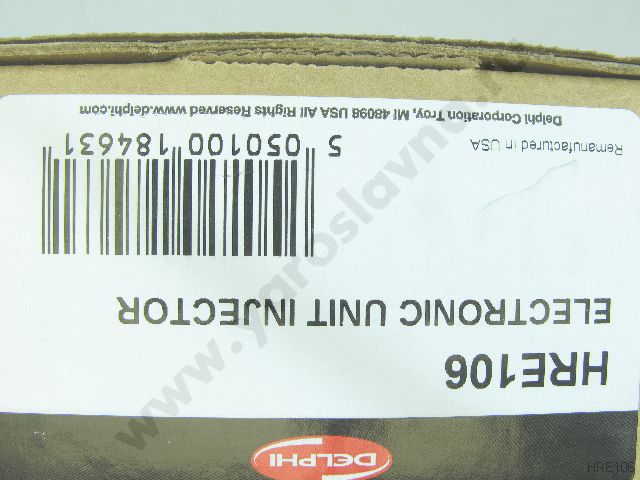 DELPHI
HRE106
ELECTRONIC UNIT INJECTOR
5 050100 184631
Remanufactured in USA
Delphi Corporation Troy, MI 48098 USA All Rights Reserved www.delphi.com
www.yaroslavna.ru
HRE106